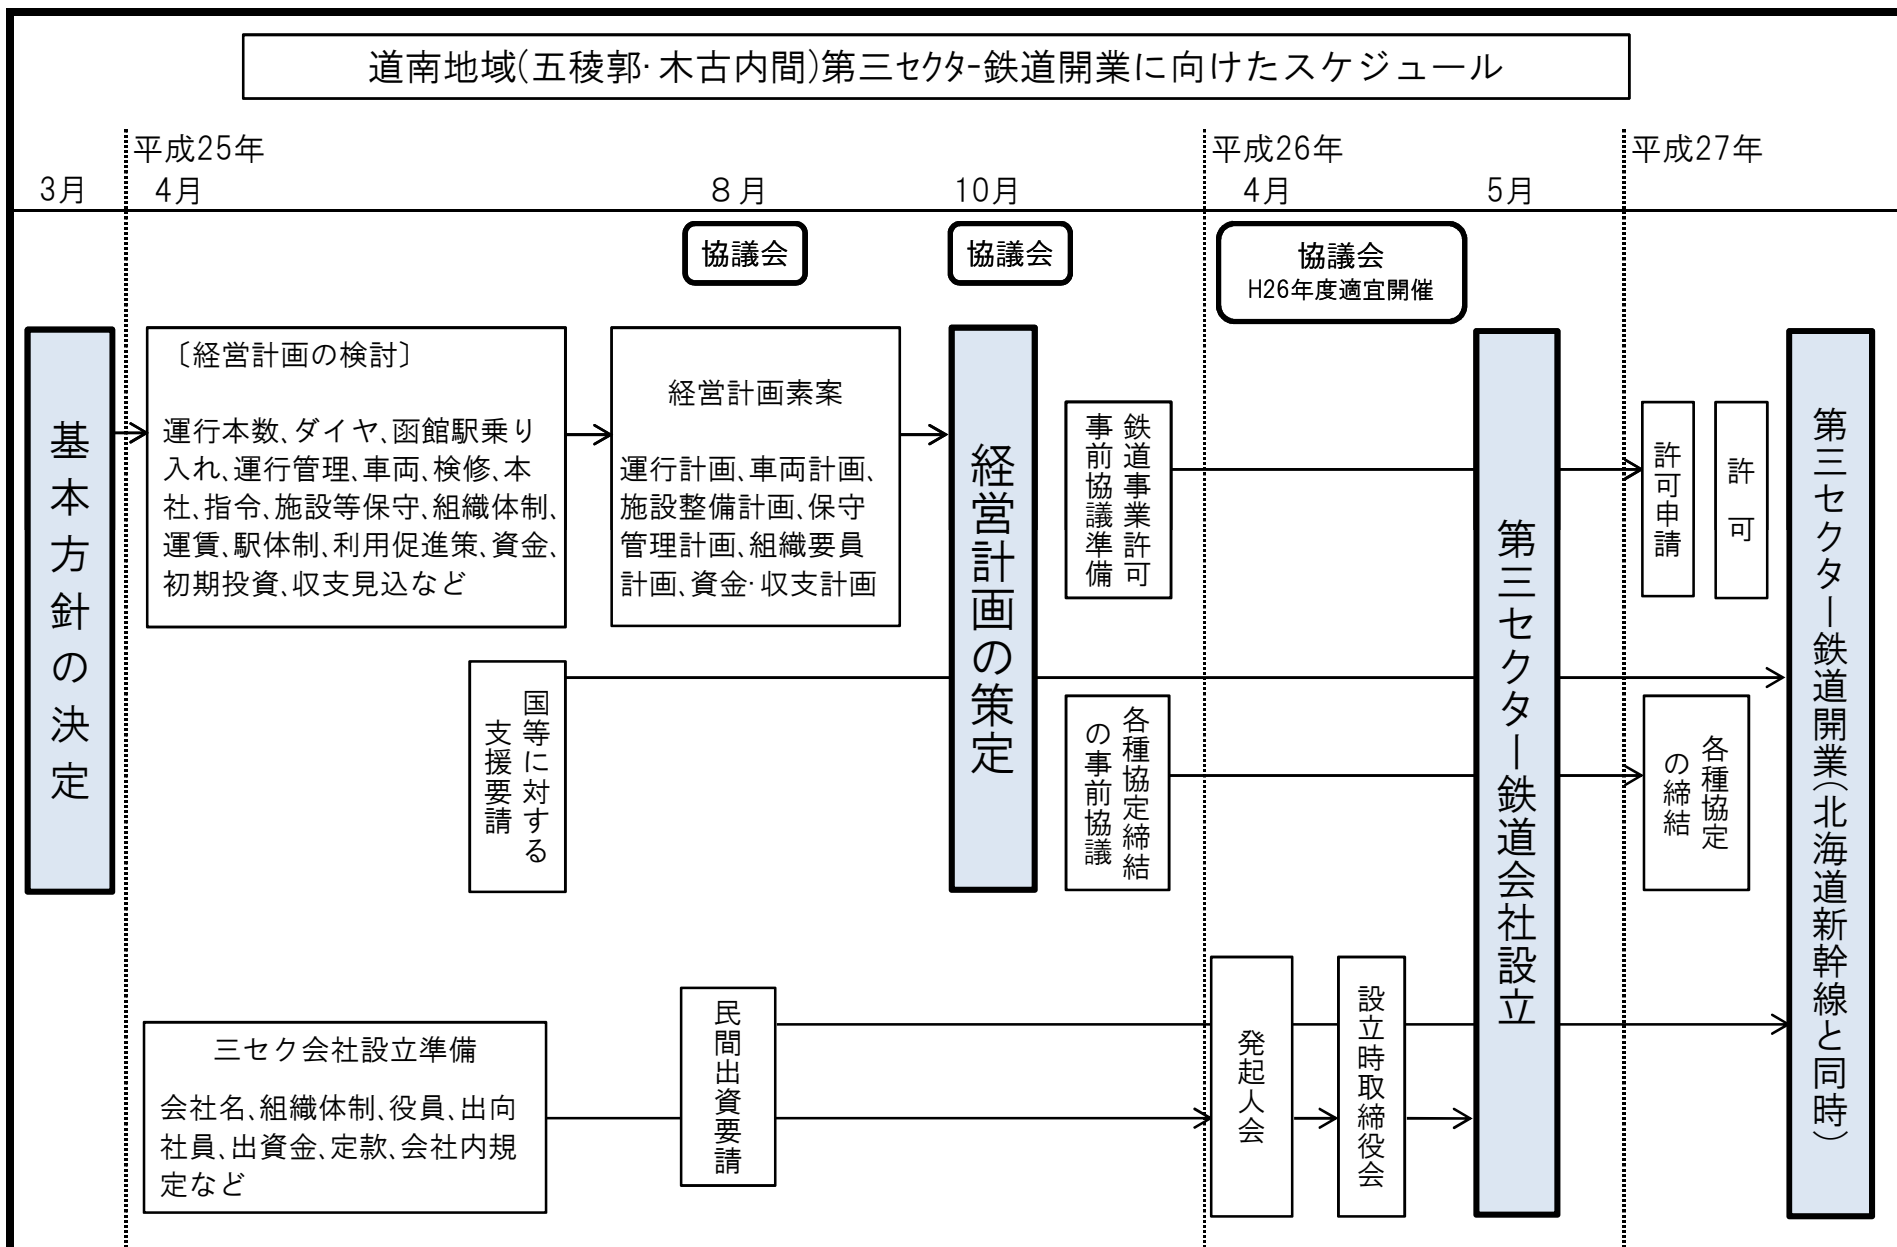 道南地域(五稜郭･木古内間)第三セクター鉄道開業に向けたスケジュール
平成25年
平成26年
平成27年
3月
4月
8月
10月
4月
5月
協議会
協議会
協議会
H26年度適宜開催
基本方針の決定
〔経営計画の検討〕
運行本数､ダイヤ､函館駅乗り
入れ､運行管理､車両､検修､本
社､指令､施設等保守､組織体制､
運賃､駅体制､利用促進策､資金､
初期投資､収支見込など
経営計画素案
運行計画､車両計画､
施設整備計画､保守
管理計画､組織要員
計画､資金･収支計画
経営計画の策定
鉄道事業許可
事前協議準備
第三セクター鉄道会社設立
許可申請
許可
第三セクター鉄道開業(北海道新幹線と同時)
国等に対する
支援要請
各種協定締結
の事前協議
各種協定
の締結
三セク会社設立準備
会社名､組織体制､役員､出向
社員､出資金､定款､会社内規
定など
民間出資要請
発起人会
設立時取締役会